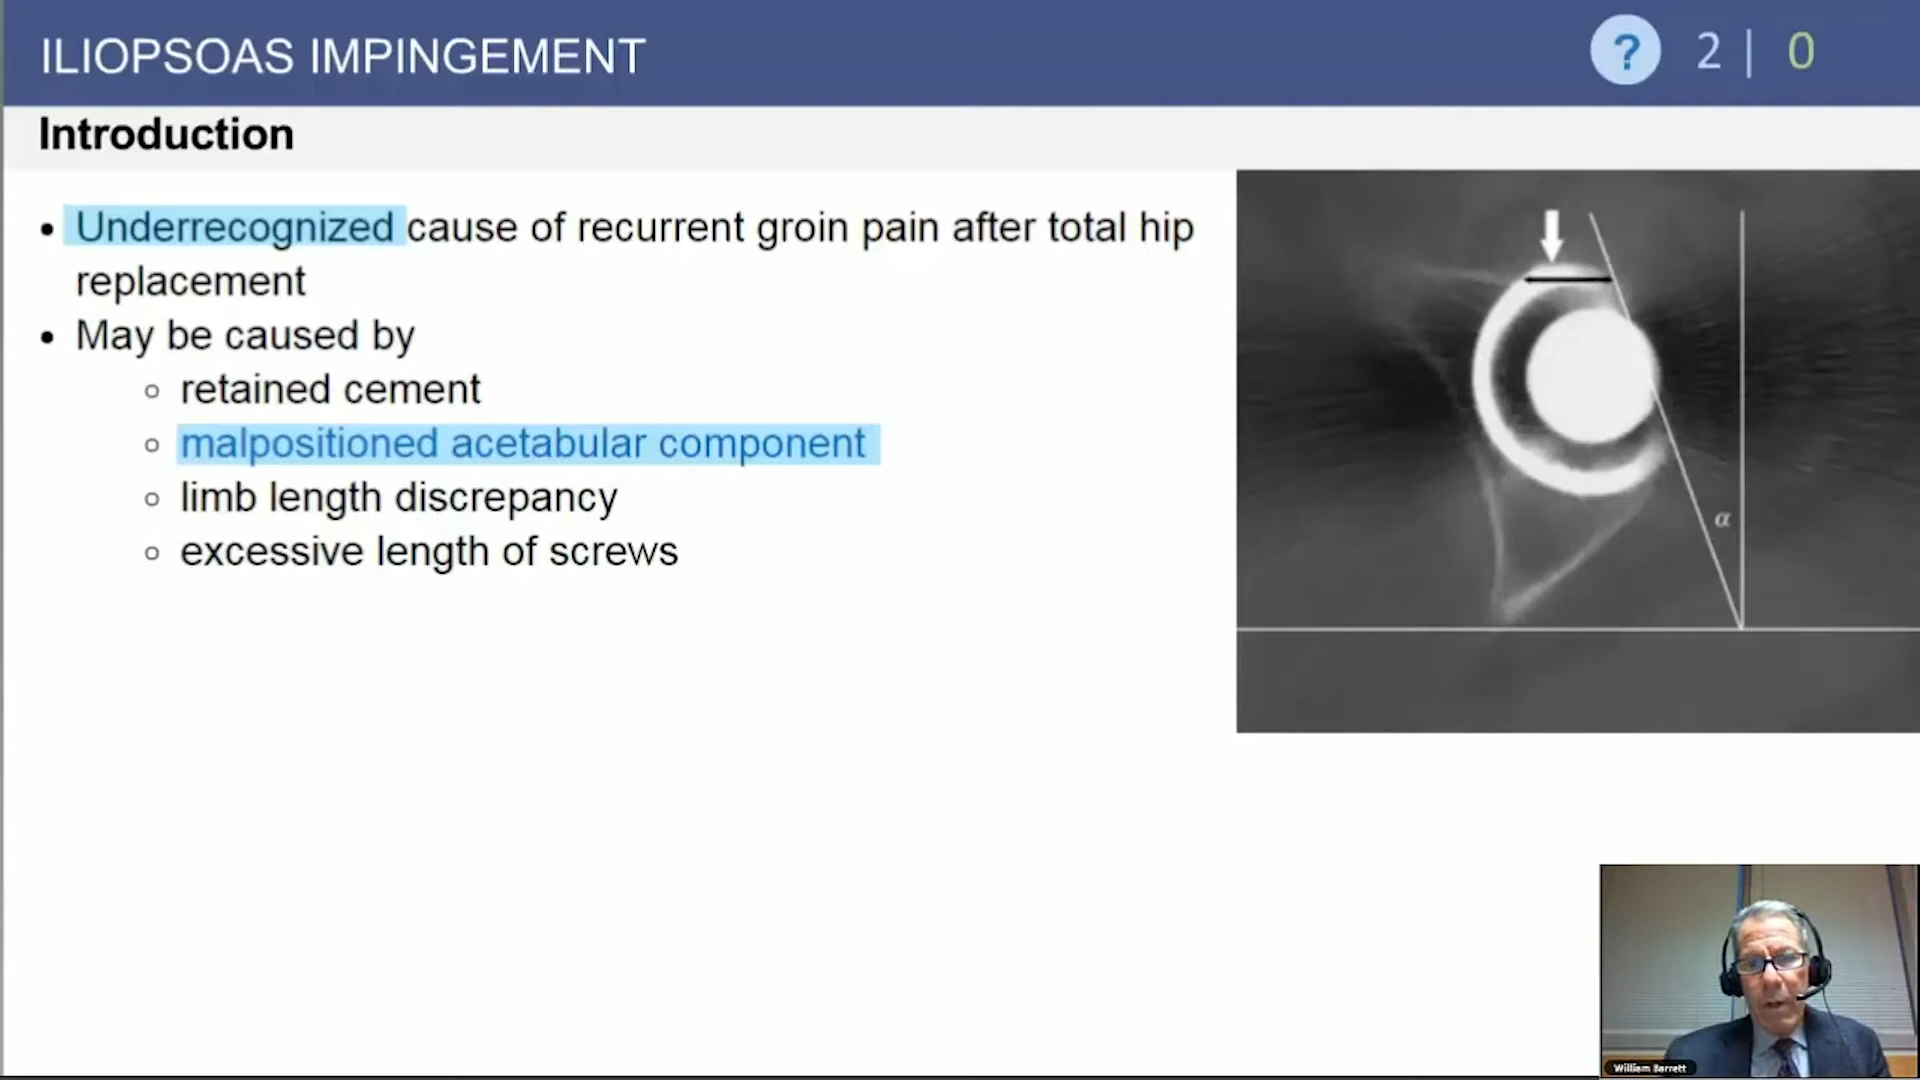 ILIOPSOAS IMPINGEMENT
? 2 | 0
Introduction
• Underrecognized cause of recurrent groin pain after total hip
replacement
• May be caused by
○ retained cement
○ malpositioned acetabular component
○ limb length discrepancy
○ excessive length of screws
α
William Barrett